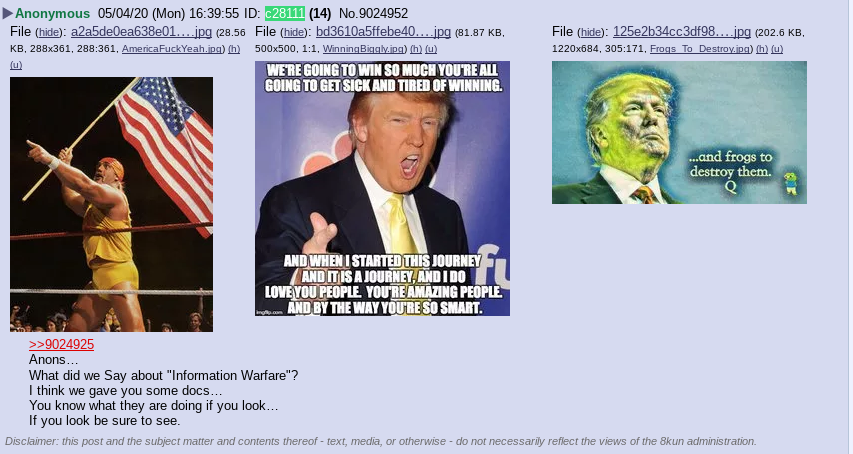 Anonymous 05/04/20 (Mon) 16:39:55 ID: c28111 (14) No.9024952
File (hide): a2a5de0ea638e01….jpg (28.56
KB, 288x361, 288:361, AmericaFuckYeah.jpg) (h)
(u)
File (hide): bd3610a5ffebe40….jpg (81.87 KB,
500x500, 1:1, WinningBiggly.jpg) (h) (u)
WE'RE GOING TO WIN SO MUCH YOU'RE ALL
GOING TO GET SICK AND TIRED OF WINNING.
AND WHEN I STARTED THIS JOURNEY
AND IT IS A JOURNEY, AND I DO
LOVE YOU PEOPLE. YOU'RE AMAZING PEOPLE.
AND BY THE WAY YOU'RE SO SMART.
fu
imgflip.com
File (hide): 125e2b34cc3df98….jpg (202.6 KB,
1220x684, 305:171, Frogs_To_Destroy.jpg) (h) (u)
...and frogs to
destroy them.
Q
>>9024925
Anons…
What did we Say about "Information Warfare"?
I think we gave you some docs…
You know what they are doing if you look…
If you look be sure to see.
Disclaimer: this post and the subject matter and contents thereof - text, media, or otherwise - do not necessarily reflect the views of the 8kun administration.